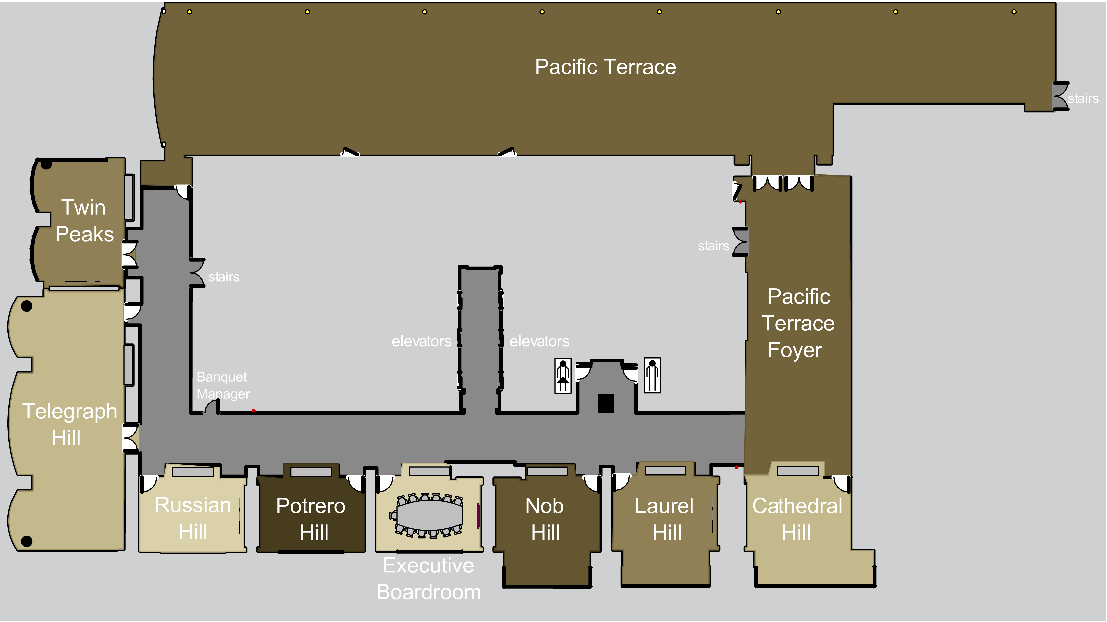 Pacific Terrace
stairs
Twin
Peaks
stairs
stairs
Pacific
Terrace
Foyer
elevators
elevators
Banquet
Manager
Telegraph
Hill
Russian
Hill
Potrero
Hill
Executive
Boardroom
Nob
Hill
Laurel
Hill
Cathedral
Hill